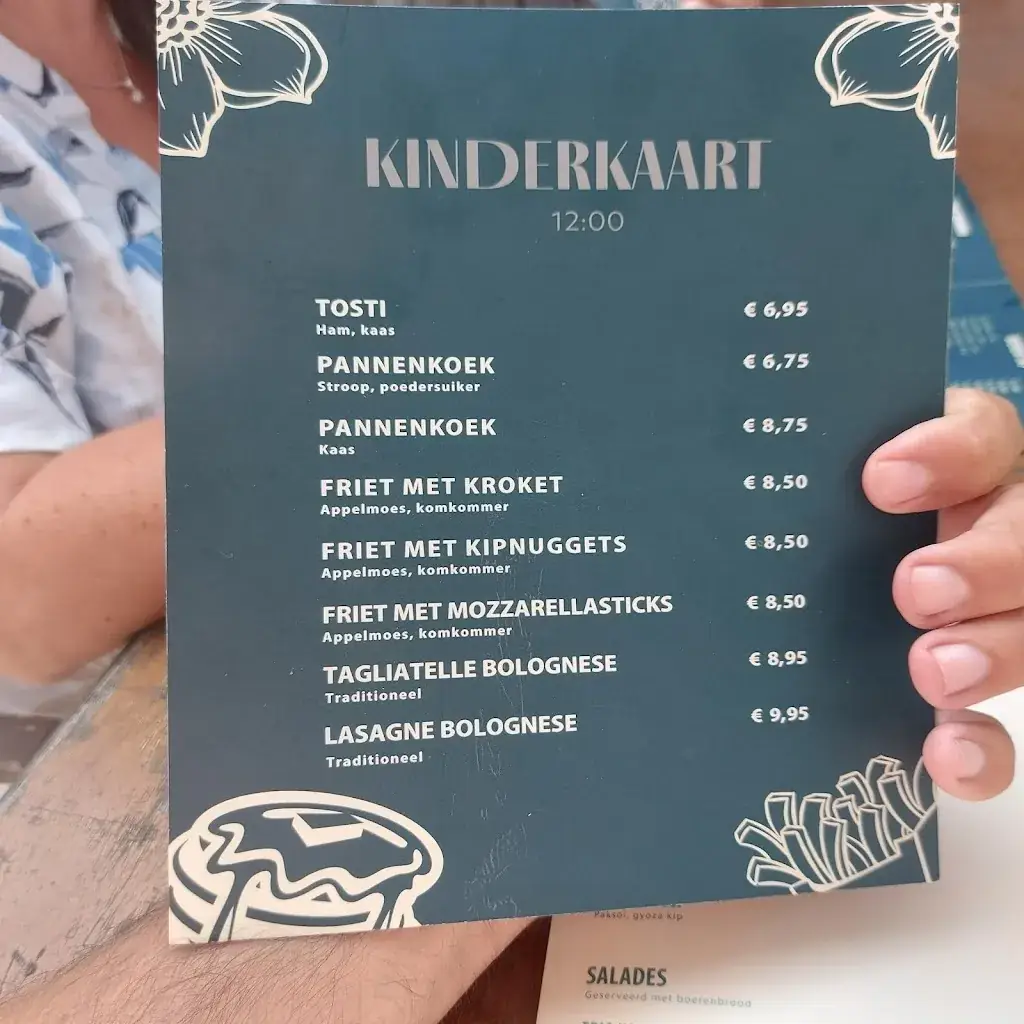 KINDERKAART
12:00
TOSTI € 6,95
Ham, kaas
PANNENKOEK € 6,75
Stroop, poedersuiker
PANNENKOEK € 8,75
Kaas
FRIET MET KROKET € 8,50
Appelmoes, komkommer
FRIET MET KIPNUGGETS € 8,50
Appelmoes, komkommer
FRIET MET MOZZARELLASTICKS € 8,50
Appelmoes, komkommer
TAGLIATELLE BOLOGNESE € 8,95
Traditioneel
LASAGNE BOLOGNESE € 9,95
Traditioneel
Paksoi, gyoza kip
SALADES
Geserveerd met boerenbrood